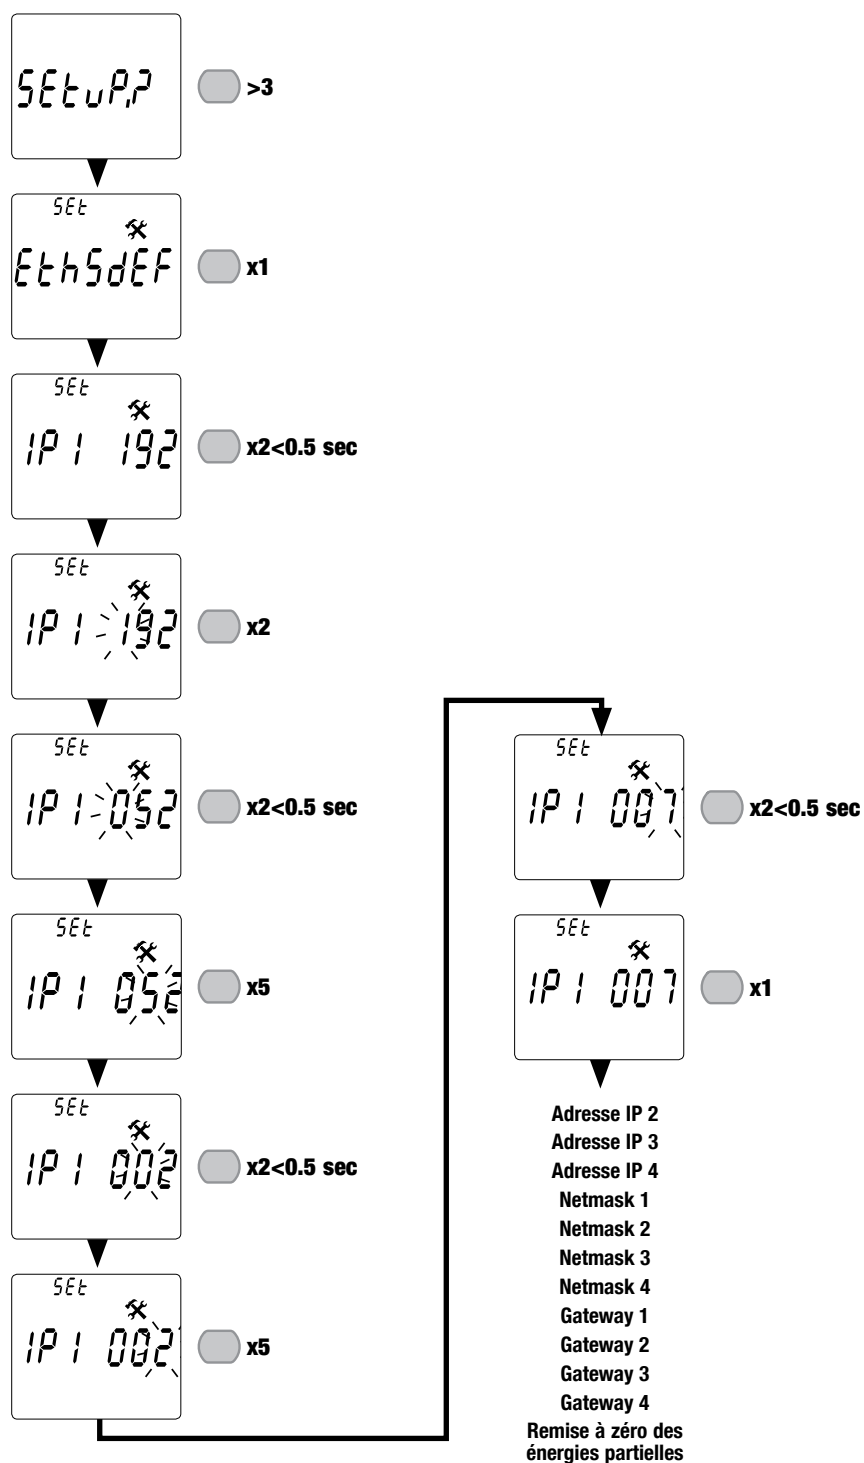 SEtuP,?
>3
SEt
EthSdEF
x1
SEt
IP1 192
x2<0.5 sec
SEt
IP1 192
x2
SEt
IP1 052
x2<0.5 sec
SEt
IP1 052
x5
SEt
IP1 002
x2<0.5 sec
SEt
IP1 002
x5
SEt
IP1 007
x2<0.5 sec
SEt
IP1 007
x1
Adresse IP 2
Adresse IP 3
Adresse IP 4
Netmask 1
Netmask 2
Netmask 3
Netmask 4
Gateway 1
Gateway 2
Gateway 3
Gateway 4
Remise à zéro des
énergies partielles